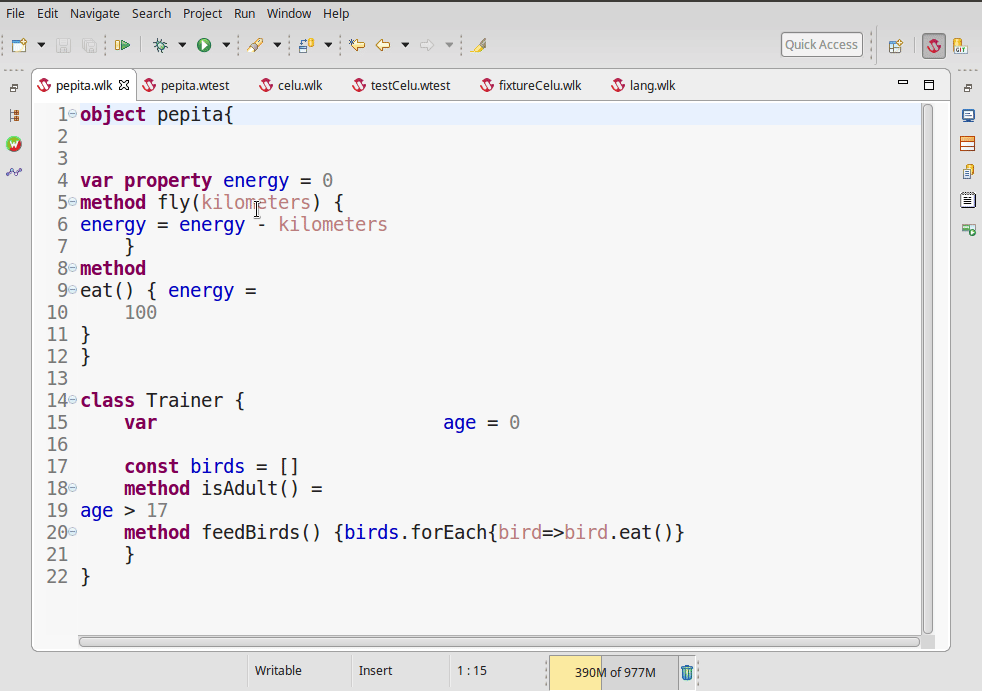 File Edit Navigate Search Project Run Window Help
Quick Access
GIT
pepita.wlk pepita.wtest celu.wlk testCelu.wtest fixtureCelu.wlk lang.wlk
W
1 object pepita{
2
3
4 var property energy = 0
5 method fly(kilometers) {
6 energy = energy - kilometers
7 }
8 method
9 eat() { energy =
10 100
11 }
12 }
13
14 class Trainer {
15 var age = 0
16
17 const birds = []
18 method isAdult() =
19 age > 17
20 method feedBirds() {birds.forEach{bird=>bird.eat()}
21 }
22 }
Writable Insert 1 : 15 390M of 977M